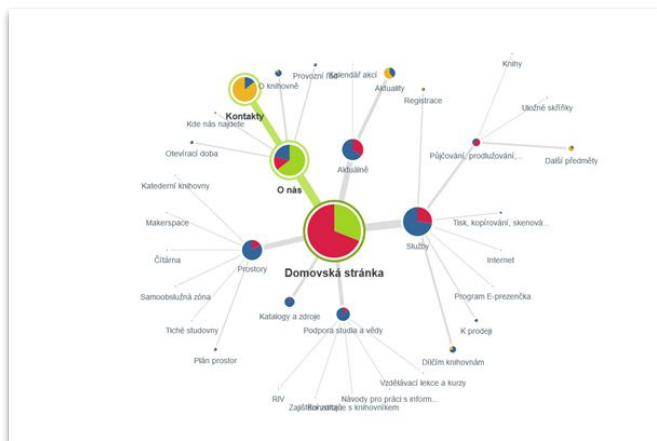 Knihy
Provozní řád
Kalendář akcí
O knihovně
Aktuality
Registrace
Uložné skříňky
Kontakty
Kde nás najdete
Otevírací doba
Aktuálně
Půjčování, prodlužování,...
Další předměty
O nás
Katederní knihovny
Makerspace
Tisk, kopírování, skenová...
Služby
Čítárna
Internet
Prostory
Domovská stránka
Samoobslužná zóna
Program E-prezenčka
Katalogy a zdroje
Tiché studovny
Podpora studia a vědy
K prodeji
Plán prostor
Dílčím knihovnám
Vzdělávací lekce a kurzy
RIV
Návody pro práci s inform...
s knihovníkem